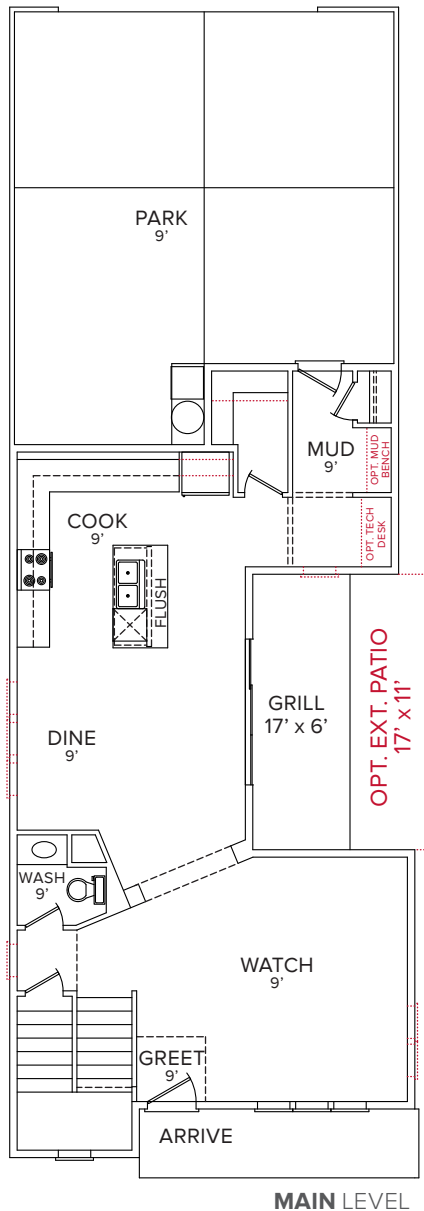 PARK
9’
MUD
9’
OPT. MUD
BENCH
COOK
9’
OPT. TECH
DESK
FLUSH
GRILL
17’ x 6’
OPT. EXT. PATIO
17’ x 11’
DINE
9’
WASH
9’
WATCH
9’
GREET
9’
ARRIVE
MAIN LEVEL